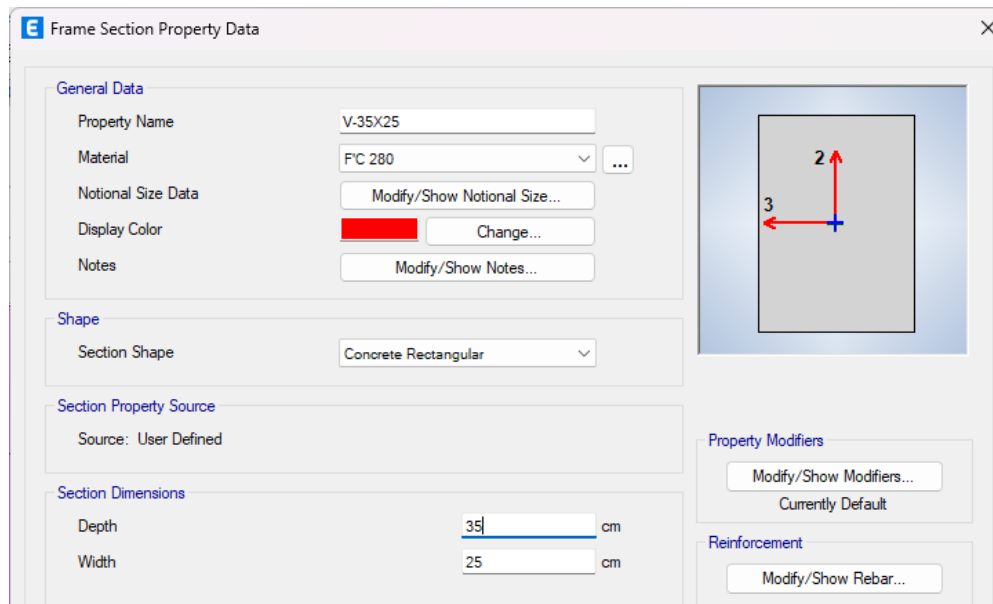 E Frame Section Property Data
General Data
Property Name V-35X25
Material F'C 280 ...
Notional Size Data Modify/Show Notional Size...
Display Color Change...
Notes Modify/Show Notes...
Shape
Section Shape Concrete Rectangular
Section Property Source
Source: User Defined
Section Dimensions
Depth 35 cm
Width 25 cm
2
3
Property Modifiers
Modify/Show Modifiers...
Currently Default
Reinforcement
Modify/Show Rebar...